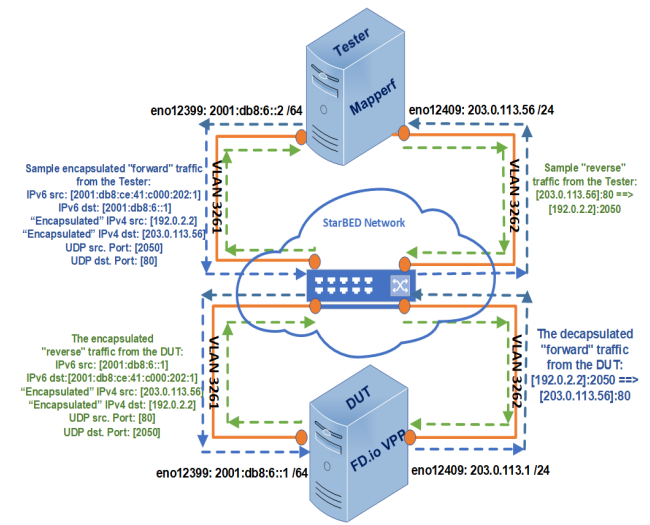 Tester
Mapperf
eno12399: 2001:db8:6::2 /64
eno12409: 203.0.113.56 /24
Sample encapsulated "forward" traffic
from the Tester:
IPv6 src: [2001:db8:ce:41:c000:202:1]
IPv6 dst: [2001:db8:6::1]
“Encapsulated” IPv4 src: [192.0.2.2]
“Encapsulated” IPv4 dst: [203.0.113.56]
UDP src. Port: [2050]
UDP dst. Port: [80]
VLAN 3261
VLAN 3262
Sample "reverse"
traffic from the Tester:
[203.0.113.56]:80 ==>
[192.0.2.2]:2050
StarBED Network
The encapsulated
"reverse" traffic from the DUT:
IPv6 src: [2001:db8:6::1]
IPv6 dst:[2001:db8:ce:41:c000:202:1]
“Encapsulated” IPv4 src: [203.0.113.56]
“Encapsulated” IPv4 dst: [192.0.2.2]
UDP src. Port: [80]
UDP dst. Port: [2050]
VLAN 3261
VLAN 3262
The decapsulated
"forward" traffic
from the DUT:
[192.0.2.2]:2050 ==>
[203.0.113.56]:80
DUT
FD.io VPP
eno12399: 2001:db8:6::1 /64
eno12409: 203.0.113.1 /24